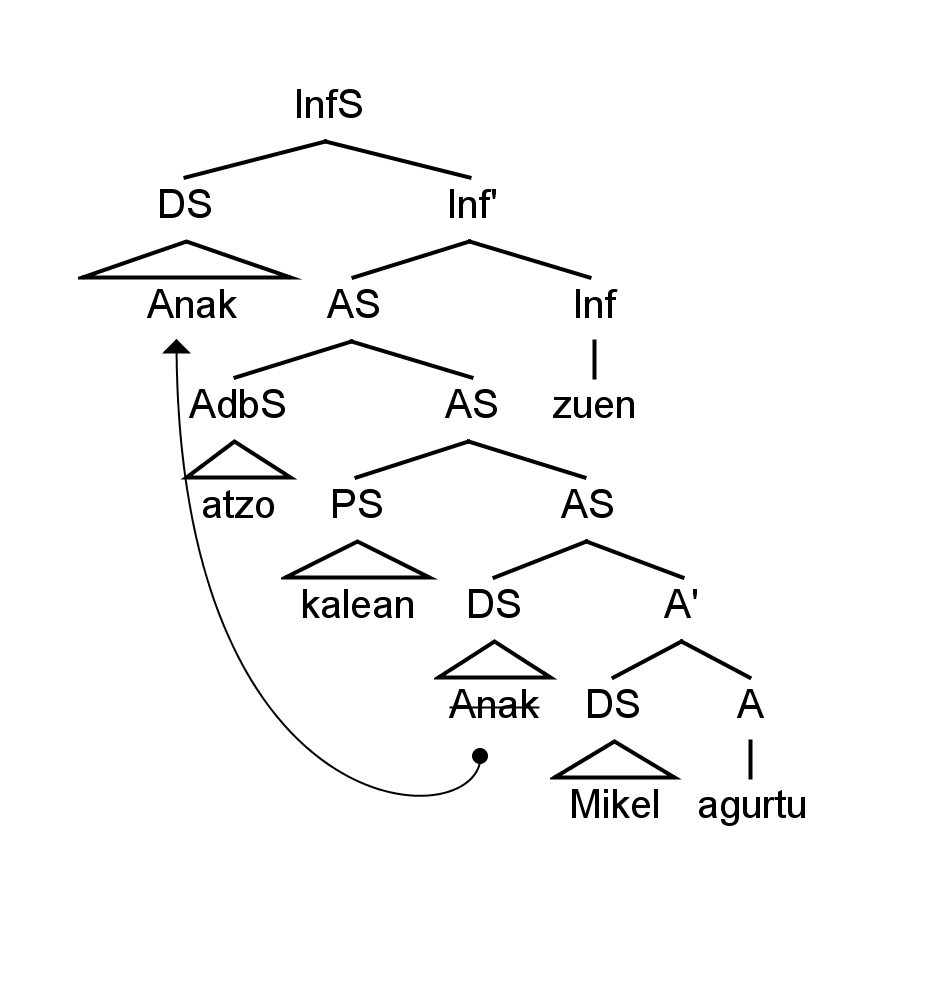 InfS
DS Inf'
Anak AS Inf
AdbS AS zuen
atzo PS AS
kalean DS A'
Anak DS A
Mikel agurtu